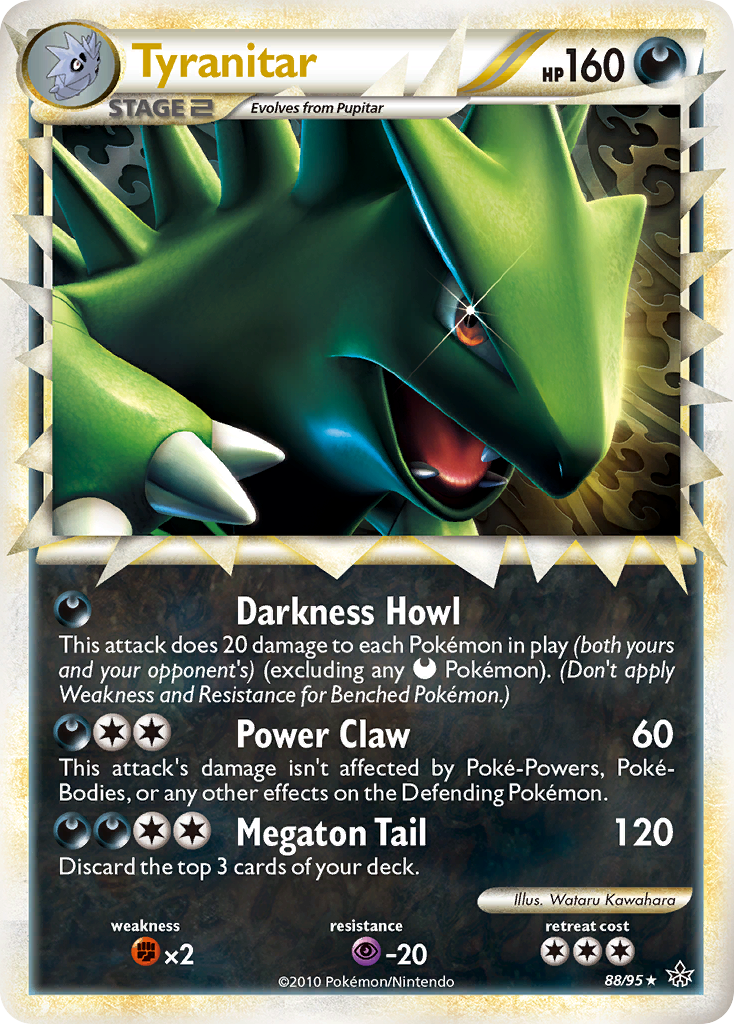 Tyranitar
HP160
STAGE 2
Evolves from Pupitar
Darkness Howl
This attack does 20 damage to each Pokémon in play (both yours
and your opponent's) (excluding any Pokémon). (Don't apply
Weakness and Resistance for Benched Pokémon.)
Power Claw 60
This attack's damage isn't affected by Poké-Powers, Poké-
Bodies, or any other effects on the Defending Pokémon.
Megaton Tail 120
Discard the top 3 cards of your deck.
Illus. Wataru Kawahara
weakness resistance retreat cost
×2 -20
©2010 Pokémon/Nintendo 88/95 ★